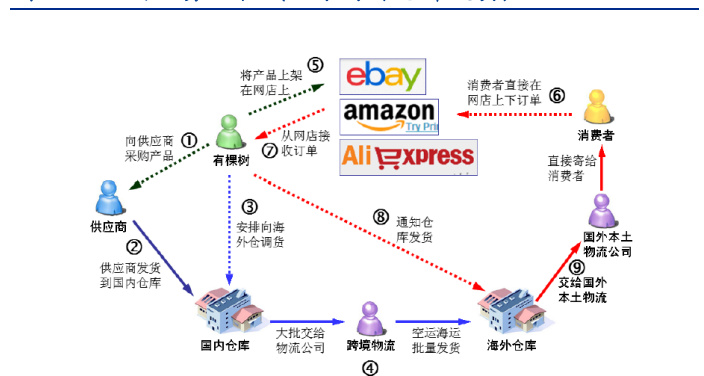 将产品上架
在网店上
⑤
ebay
amazon
Try Pri
AliExpress
消费者直接在
网店上下订单
⑥
消费者
向供应商
采购产品
①
有棵树
⑦
从网店接
收订单
直接寄给
消费者
供应商
②
供应商发货
到国内仓库
③
安排向海
外仓调货
⑧
通知仓
库发货
国外本土
物流公司
⑨
交给国外
本土物流
国内仓库
大批交给
物流公司
跨境物流
④
空运海运
批量发货
海外仓库